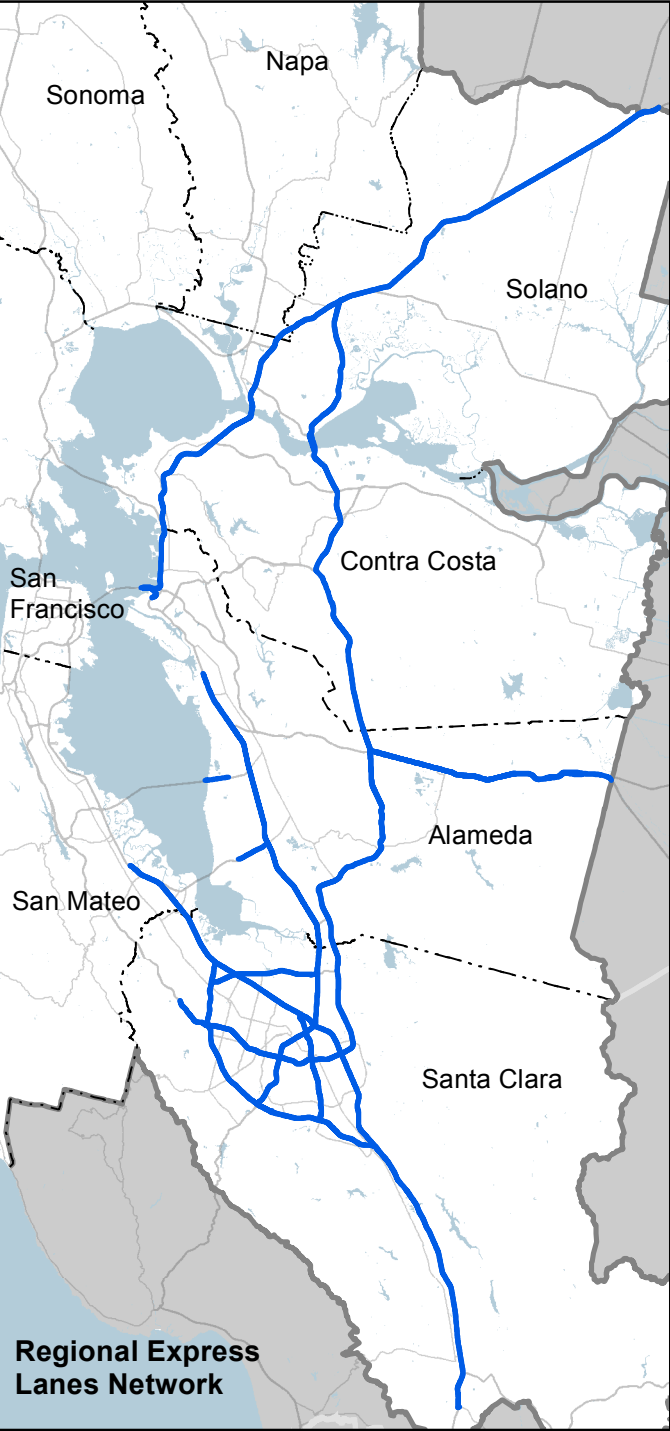 Napa
Sonoma
Solano
Contra Costa
San
Francisco
Alameda
San Mateo
Santa Clara
Regional Express
Lanes Network